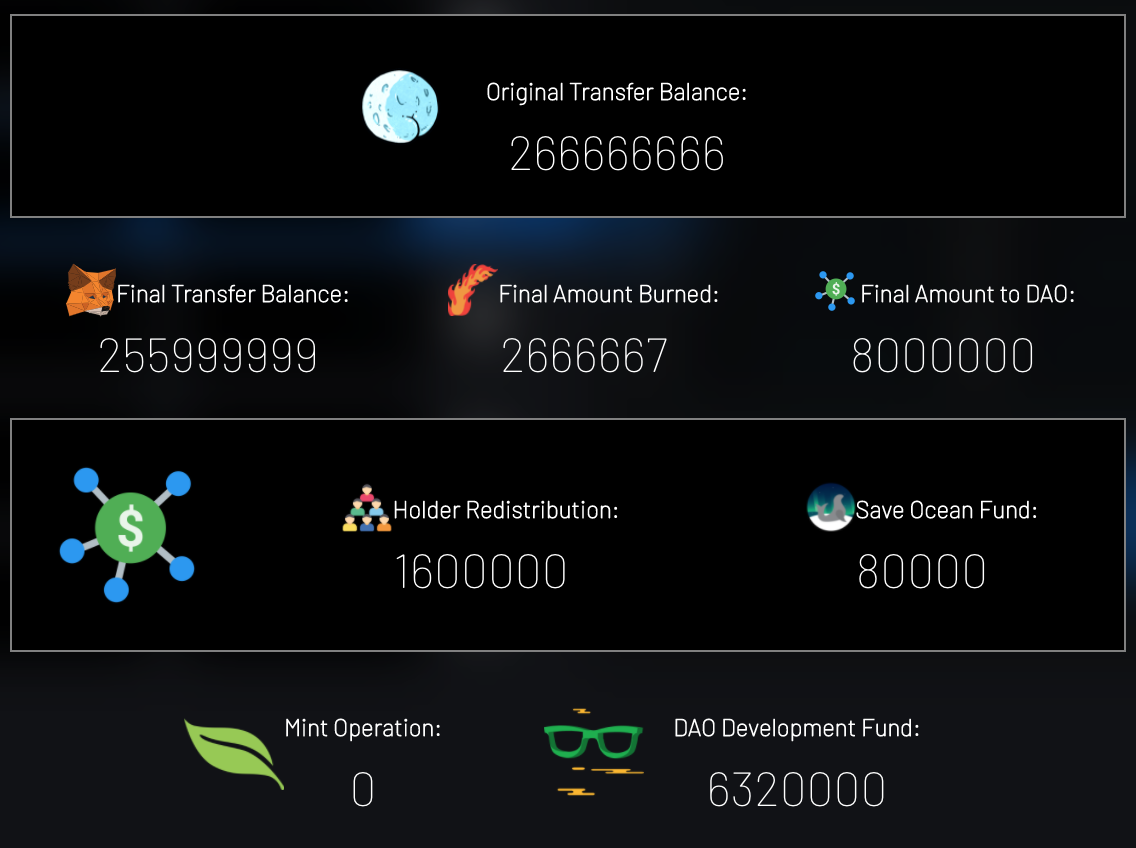 Original Transfer Balance:
266666666
Final Transfer Balance:
255999999
Final Amount Burned:
2666667
$ Final Amount to DAO:
8000000
$
Holder Redistribution:
1600000
Save Ocean Fund:
80000
Mint Operation:
0
DAO Development Fund:
6320000